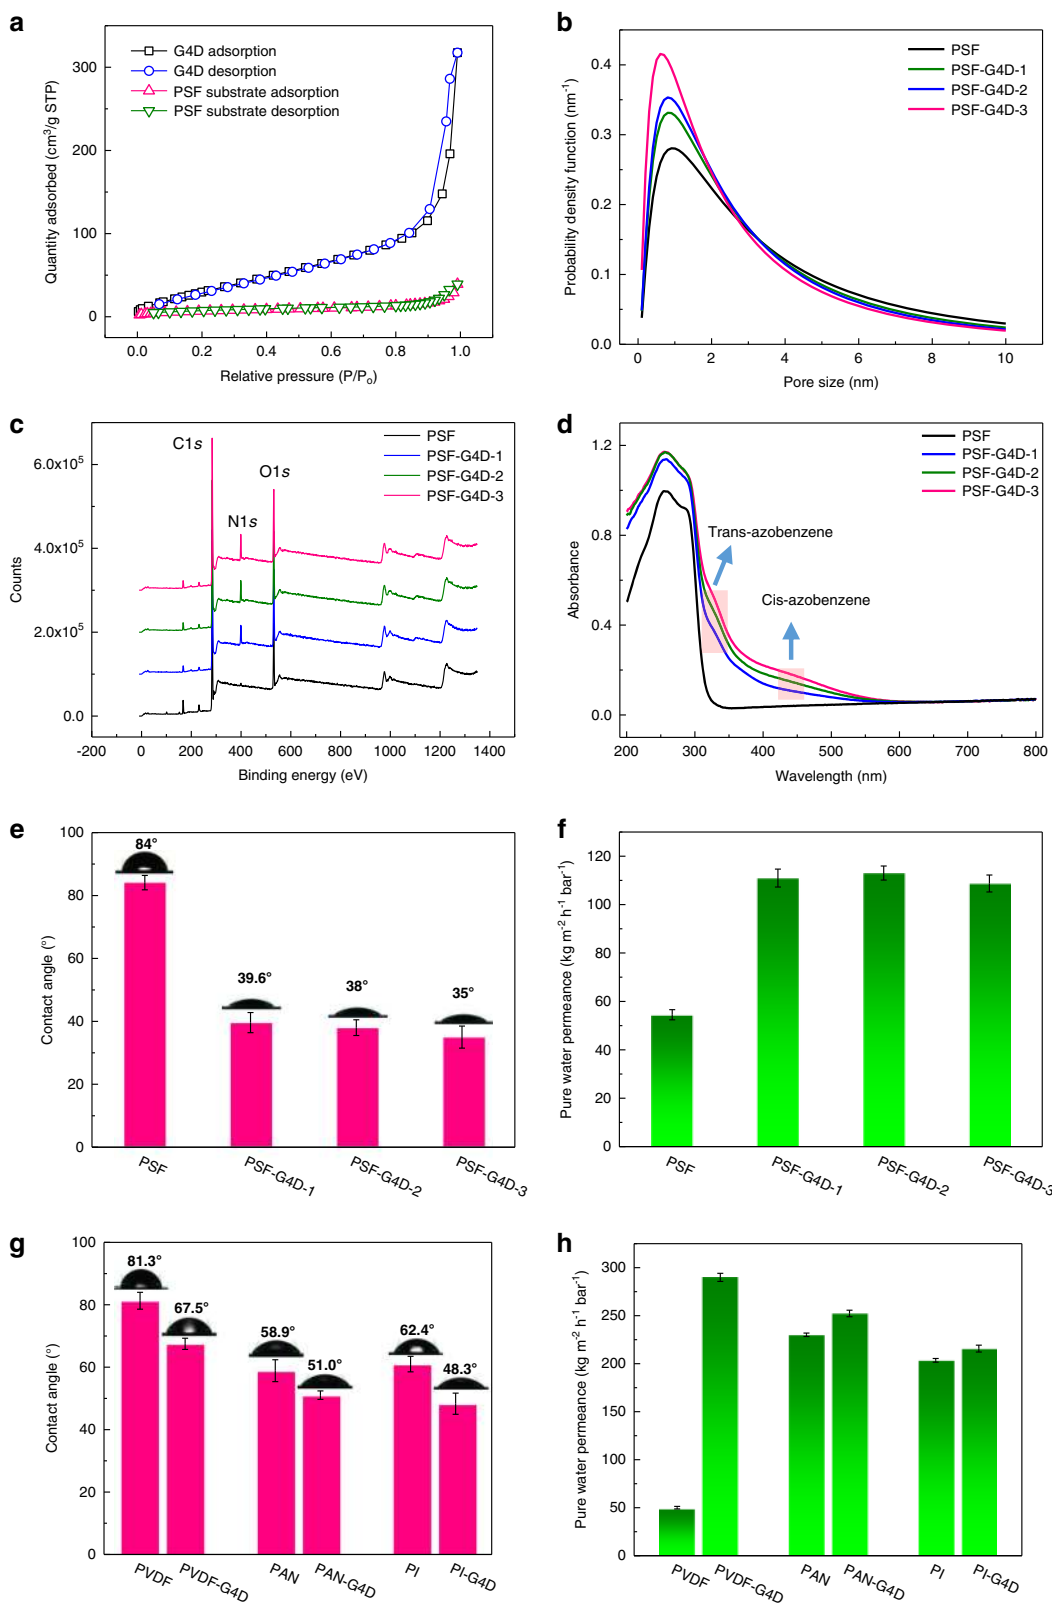 a
G4D adsorption
G4D desorption
PSF substrate adsorption
PSF substrate desorption
Quantity adsorbed (cm³/g STP)
300
200
100
0
0.0 0.2 0.4 0.6 0.8 1.0
Relative pressure (P/Pₒ)
b
PSF
PSF-G4D-1
PSF-G4D-2
PSF-G4D-3
Probability density function (nm⁻¹)
0.4
0.3
0.2
0.1
0.0
0 2 4 6 8 10
Pore size (nm)
c
C1s
O1s
N1s
PSF
PSF-G4D-1
PSF-G4D-2
PSF-G4D-3
Counts
6.0x10⁵
4.0x10⁵
2.0x10⁵
0.0
-200 0 200 400 600 800 1000 1200 1400
Binding energy (eV)
d
PSF
PSF-G4D-1
PSF-G4D-2
PSF-G4D-3
Trans-azobenzene
Cis-azobenzene
Absorbance
1.2
0.8
0.4
0.0
200 300 400 500 600 700 800
Wavelength (nm)
e
Contact angle (°)
100
80
60
40
20
0
84°
39.6°
38°
35°
PSF
PSF-G4D-1
PSF-G4D-2
PSF-G4D-3
f
Pure water permeance (kg m⁻² h⁻¹ bar⁻¹)
120
100
80
60
40
20
0
PSF
PSF-G4D-1
PSF-G4D-2
PSF-G4D-3
g
Contact angle (°)
100
80
60
40
20
0
81.3°
67.5°
58.9°
51.0°
62.4°
48.3°
PVDF
PVDF-G4D
PAN
PAN-G4D
PI
PI-G4D
h
Pure water permeance (kg m⁻² h⁻¹ bar⁻¹)
300
250
200
150
100
50
0
PVDF
PVDF-G4D
PAN
PAN-G4D
PI
PI-G4D